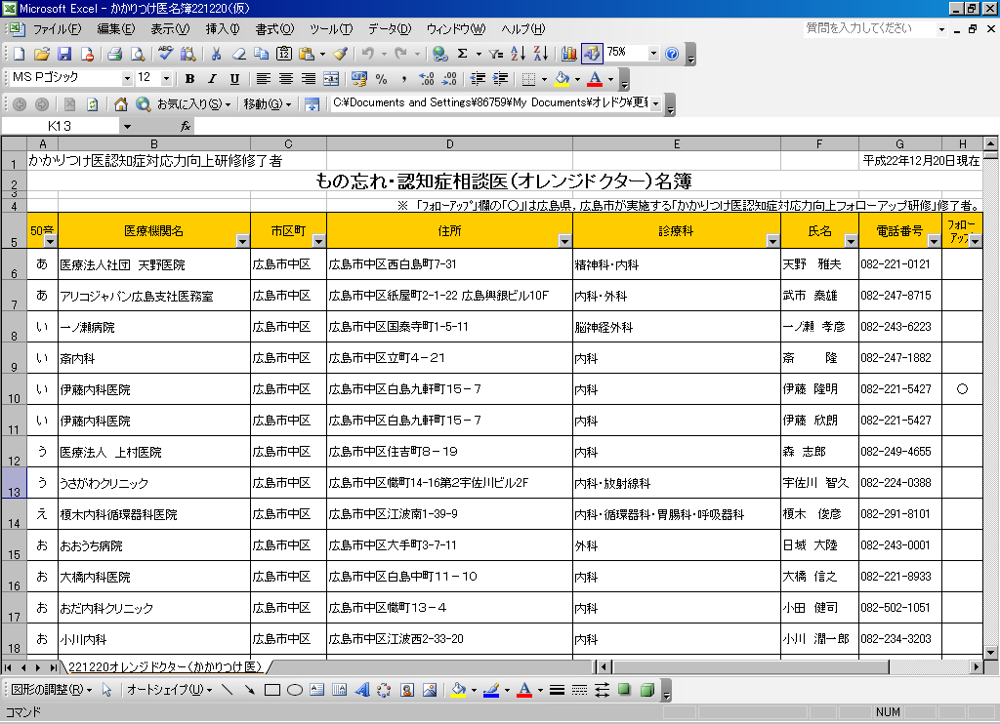 Microsoft Excel - かかりつけ医名簿221220(仮)
ファイル(F) 編集(E) 表示(V) 挿入(I) 書式(O) ツール(T) データ(D) ウィンドウ(W) ヘルプ(H) 質問を入力してください
75%
MS Pゴシック 12 B I U
お気に入り(S) 移動(G) C:¥Documents and Settings¥86759¥My Documents¥オレドク¥更新
K13 fx
A B C D E F G H
1 かかりつけ医認知症対応力向上研修修了者 平成22年12月20日現在
2 もの忘れ・認知症相談医(オレンジドクター)名簿
3
4 ※ 「フォローアップ」欄の「○」は広島県，広島市が実施する「かかりつけ医認知症対応力向上フォローアップ研修」修了者。
5 50音 医療機関名 市区町 住所 診療科 氏名 電話番号 フォローアップ
6 あ 医療法人社団 天野医院 広島市中区 広島市中区西白島町7-31 精神科・内科 天野 雅夫 082-221-0121
7 あ アリコジャパン広島支社医務室 広島市中区 広島市中区紙屋町2-1-22 広島興銀ビル10F 内科・外科 武市 泰雄 082-247-8715
8 い 一ノ瀬病院 広島市中区 広島市中区国泰寺町1-5-11 脳神経外科 一ノ瀬 孝彦 082-243-6223
9 い 斎内科 広島市中区 広島市中区立町4－21 内科 斎 隆 082-247-1882
10 い 伊藤内科医院 広島市中区 広島市中区白島九軒町15－7 内科 伊藤 隆明 082-221-5427 ○
11 い 伊藤内科医院 広島市中区 広島市中区白島九軒町15－7 内科 伊藤 欣朗 082-221-5427
12 う 医療法人 上村医院 広島市中区 広島市中区住吉町8－19 内科 森 志郎 082-249-4655
13 う うさがわクリニック 広島市中区 広島市中区幟町14-16第2宇佐川ビル2F 内科・放射線科 宇佐川 智久 082-224-0388
14 え 榎木内科循環器科医院 広島市中区 広島市中区江波南1-39-9 内科・循環器科・胃腸科・呼吸器科 榎木 俊彦 082-291-8101
15 お おおうち病院 広島市中区 広島市中区大手町3-7-11 外科 日域 大陸 082-243-0001
16 お 大橋内科医院 広島市中区 広島市中区白島中町11－10 内科 大橋 信之 082-221-8933
17 お おだ内科クリニック 広島市中区 広島市中区幟町13－4 内科 小田 健司 082-502-1051
18 お 小川内科 広島市中区 広島市中区江波西2-33-20 内科 小川 潤一郎 082-234-3203
221220オレンジドクター(かかりつけ医)
図形の調整(R) オートシェイプ(U)
コマンド NUM